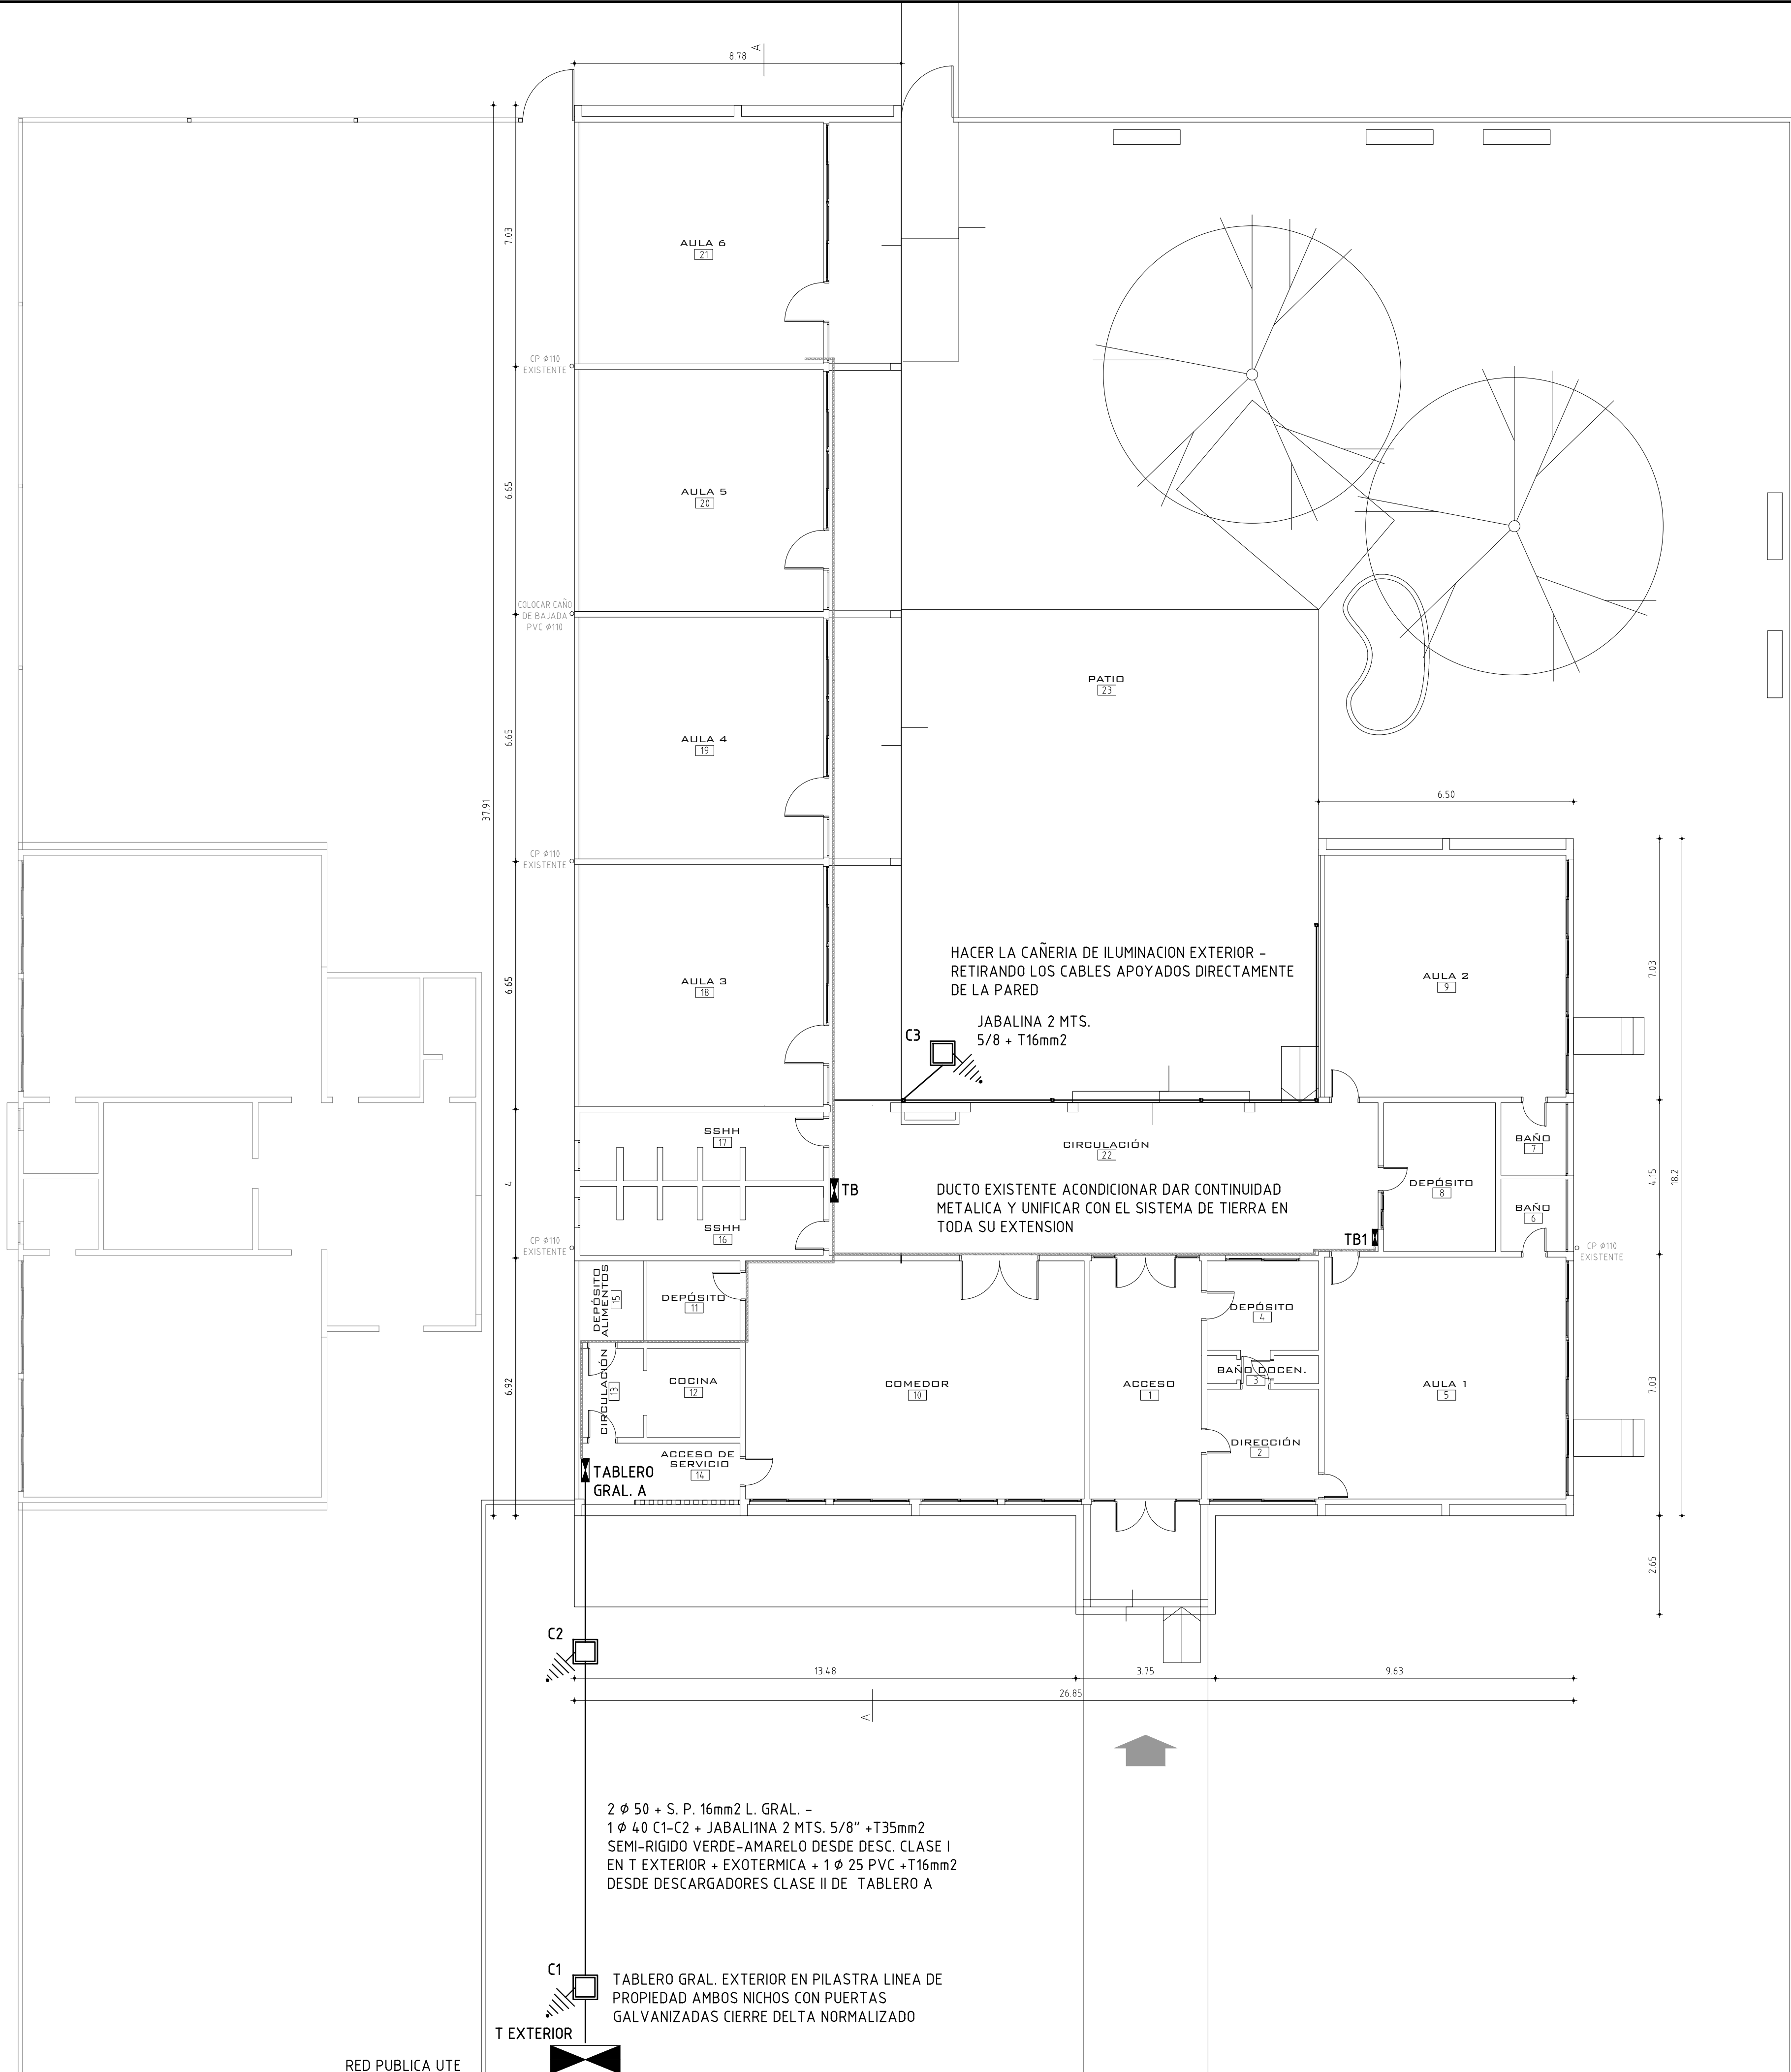 8.78
A
7.03
AULA 6
21
CP Ø110
EXISTENTE
6.65
AULA 5
20
COLOCAR CAÑO
DE BAJADA
PVC Ø110
PATIO
23
6.65
AULA 4
19
37.91
6.50
CP Ø110
EXISTENTE
6.65
AULA 3
18
HACER LA CAÑERIA DE ILUMINACION EXTERIOR -
RETIRANDO LOS CABLES APOYADOS DIRECTAMENTE
DE LA PARED
AULA 2
9
7.03
JABALINA 2 MTS.
5/8 + T16mm2
C3
SSHH
17
CIRCULACIÓN
22
BAÑO
7
4
4.15
18.2
TB
DUCTO EXISTENTE ACONDICIONAR DAR CONTINUIDAD
METALICA Y UNIFICAR CON EL SISTEMA DE TIERRA EN
TODA SU EXTENSION
DEPÓSITO
8
SSHH
16
BAÑO
6
TB1
CP Ø110
EXISTENTE
CP Ø110
EXISTENTE
DEPÓSITO
ALIMENTOS
15
DEPÓSITO
11
DEPÓSITO
4
6.92
CIRCULACIÓN
13
COCINA
12
COMEDOR
10
ACCESO
1
BAÑO DOCEN.
3
AULA 1
5
7.03
DIRECCIÓN
2
ACCESO DE
SERVICIO
14
TABLERO
GRAL. A
2.65
C2
13.48
3.75
9.63
26.85
A
2 Ø 50 + S. P. 16mm2 L. GRAL. -
1 Ø 40 C1-C2 + JABALI1NA 2 MTS. 5/8" +T35mm2
SEMI-RIGIDO VERDE-AMARELO DESDE DESC. CLASE I
EN T EXTERIOR + EXOTERMICA + 1 Ø 25 PVC +T16mm2
DESDE DESCARGADORES CLASE II DE TABLERO A
C1
TABLERO GRAL. EXTERIOR EN PILASTRA LINEA DE
PROPIEDAD AMBOS NICHOS CON PUERTAS
GALVANIZADAS CIERRE DELTA NORMALIZADO
T EXTERIOR
RED PUBLICA UTE